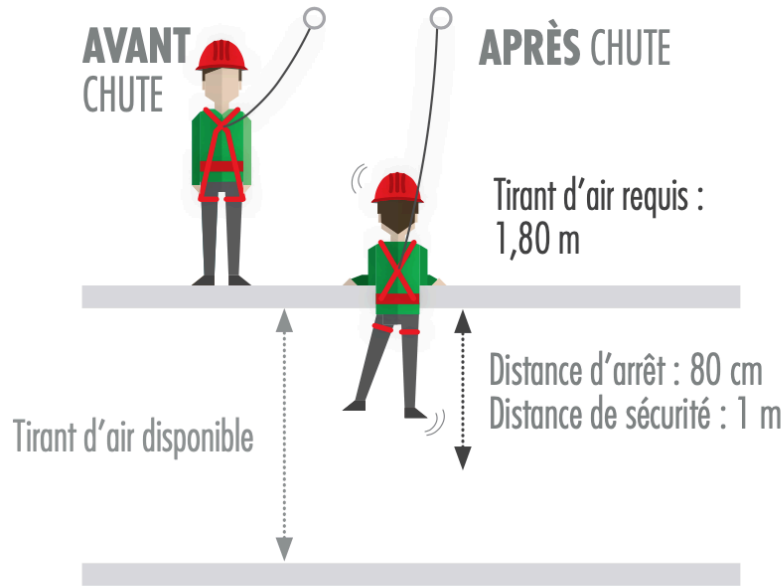 AVANT
CHUTE
APRÈS CHUTE
Tirant d’air requis :
1,80 m
Distance d’arrêt : 80 cm
Distance de sécurité : 1 m
Tirant d’air disponible